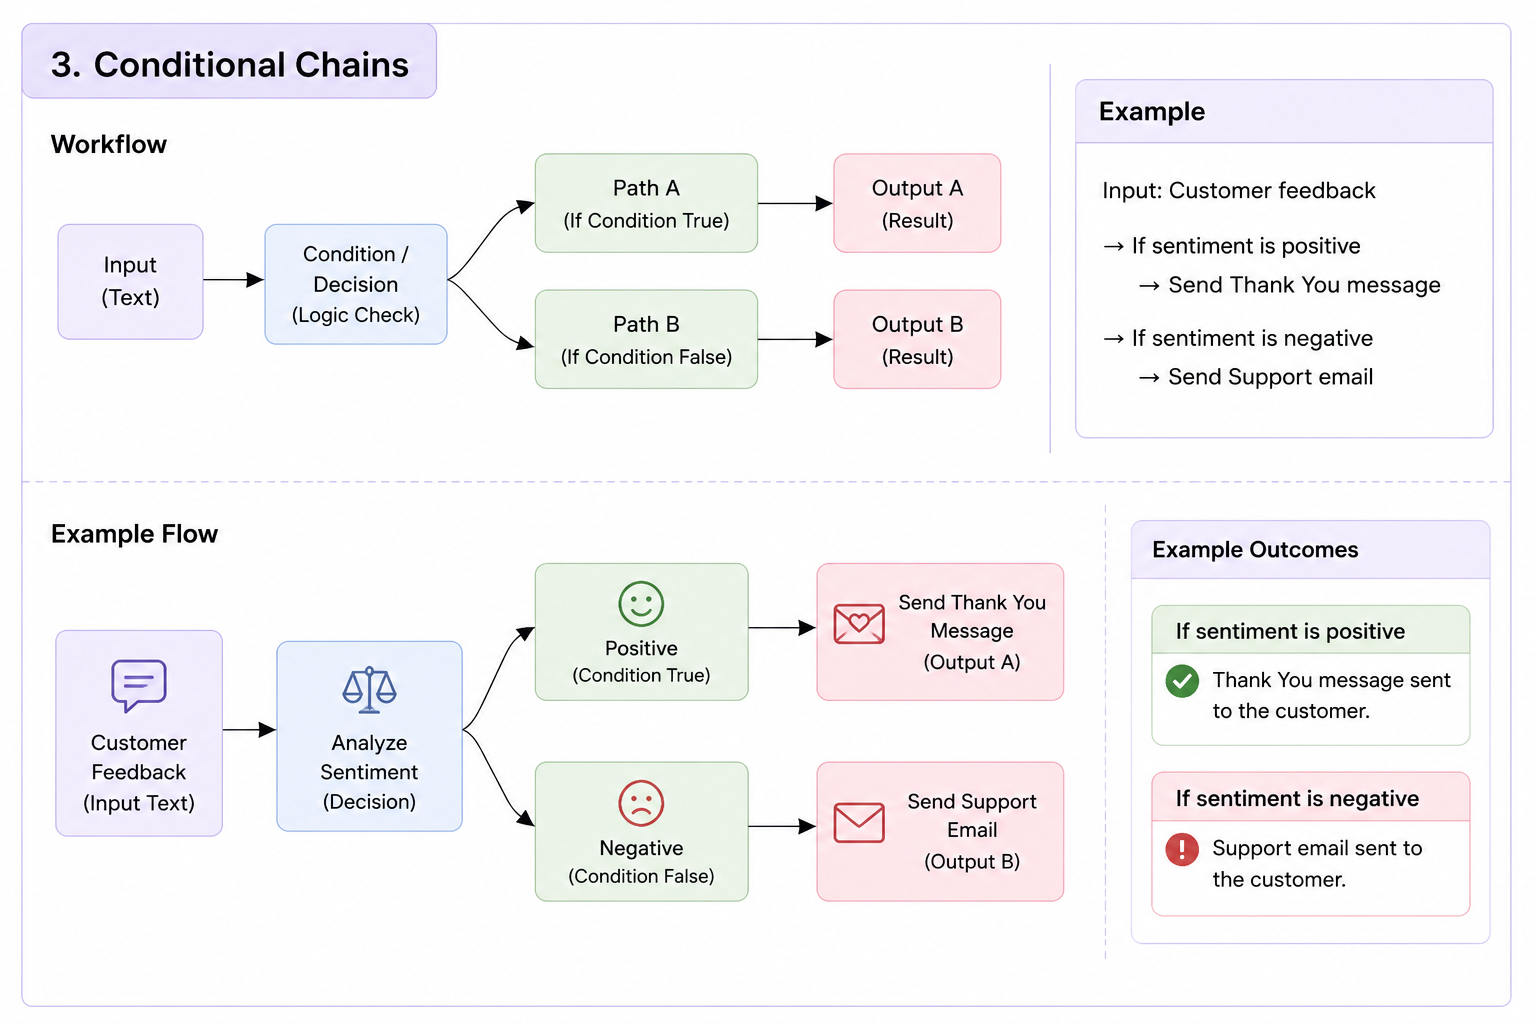 3. Conditional Chains
Workflow
Input
(Text)
Condition /
Decision
(Logic Check)
Path A
(If Condition True)
Output A
(Result)
Path B
(If Condition False)
Output B
(Result)
Example
Input: Customer feedback
→ If sentiment is positive
→ Send Thank You message
→ If sentiment is negative
→ Send Support email
Example Flow
Customer
Feedback
(Input Text)
Analyze
Sentiment
(Decision)
Positive
(Condition True)
Send Thank You
Message
(Output A)
Negative
(Condition False)
Send Support
Email
(Output B)
Example Outcomes
If sentiment is positive
Thank You message sent
to the customer.
If sentiment is negative
Support email sent to
the customer.